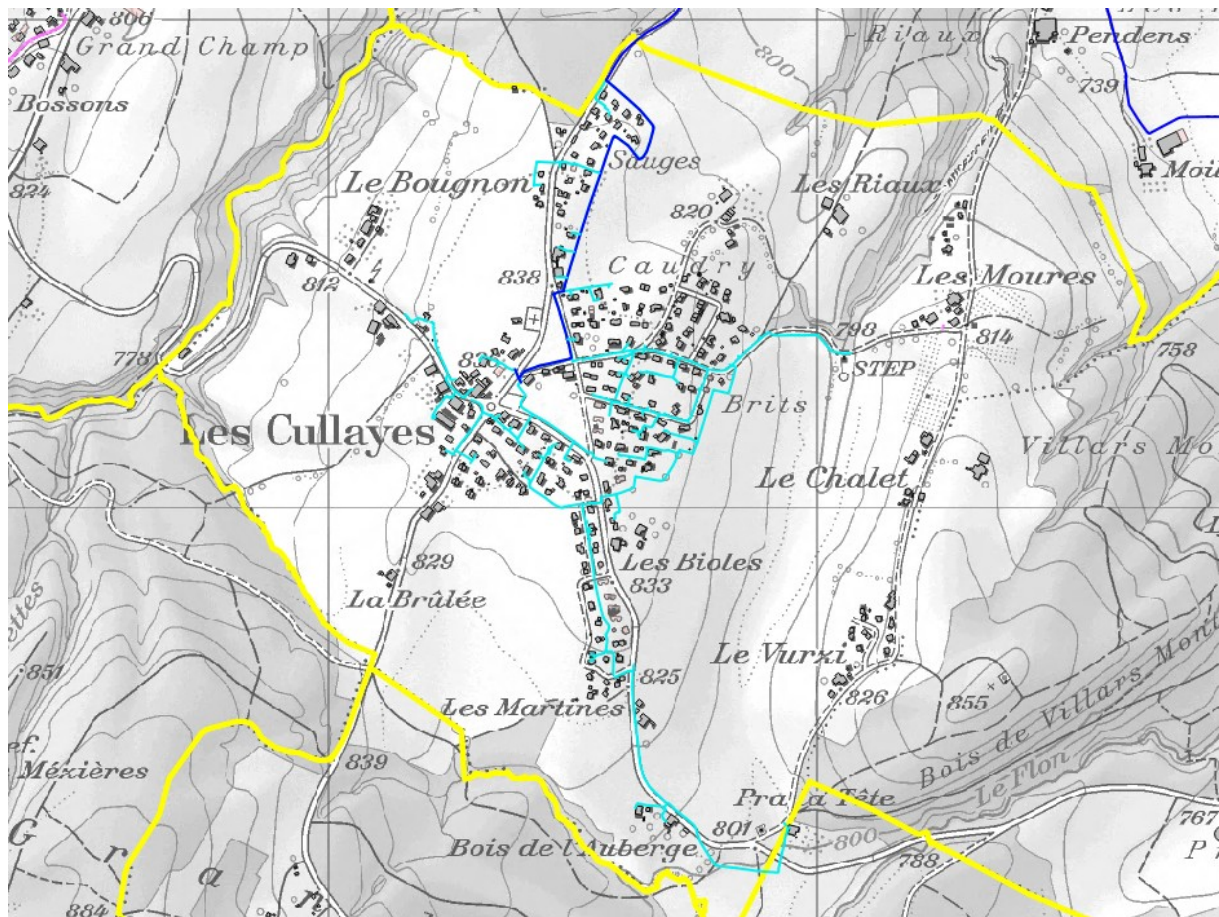 806
Grand Champ
Riaux
Pendens
800
739
Bossons
Sauges
824
Le Bougnon
Les Riaux
820
Caudry
812
838
Les Moures
798
814
778
STEP
758
Brits
Les Cullayes
Villars Mo
Le Chalet
Les Bioles
829
833
La Brûlée
851
Le Vurzi
825
826
855
Les Martines
Bois de Villars Mont
Mézières
839
Le Flon
Pra la Tête
801
800
767
Bois de l'Auberge
788
884